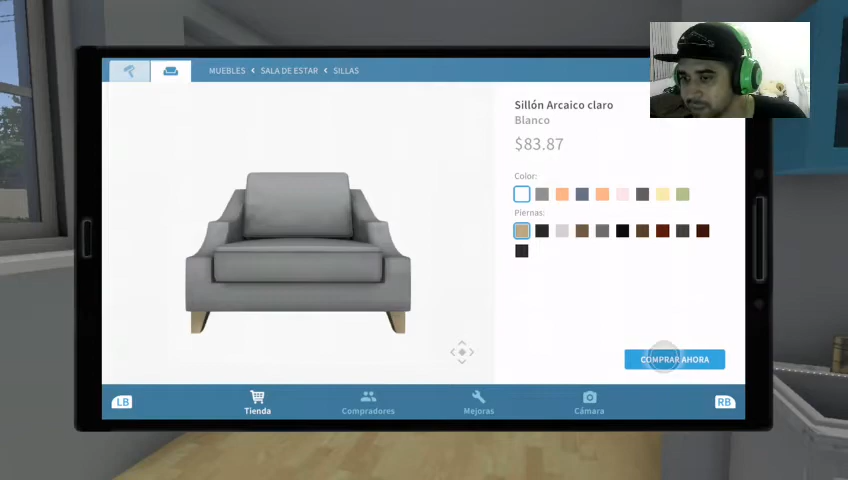 MUEBLES < SALA DE ESTAR < SILLAS
Sillón Arcaico claro
Blanco
$83.87
Color:
Piernas:
COMPRAR AHORA
LB
Tienda
Compradores
Mejoras
Cámara
RB